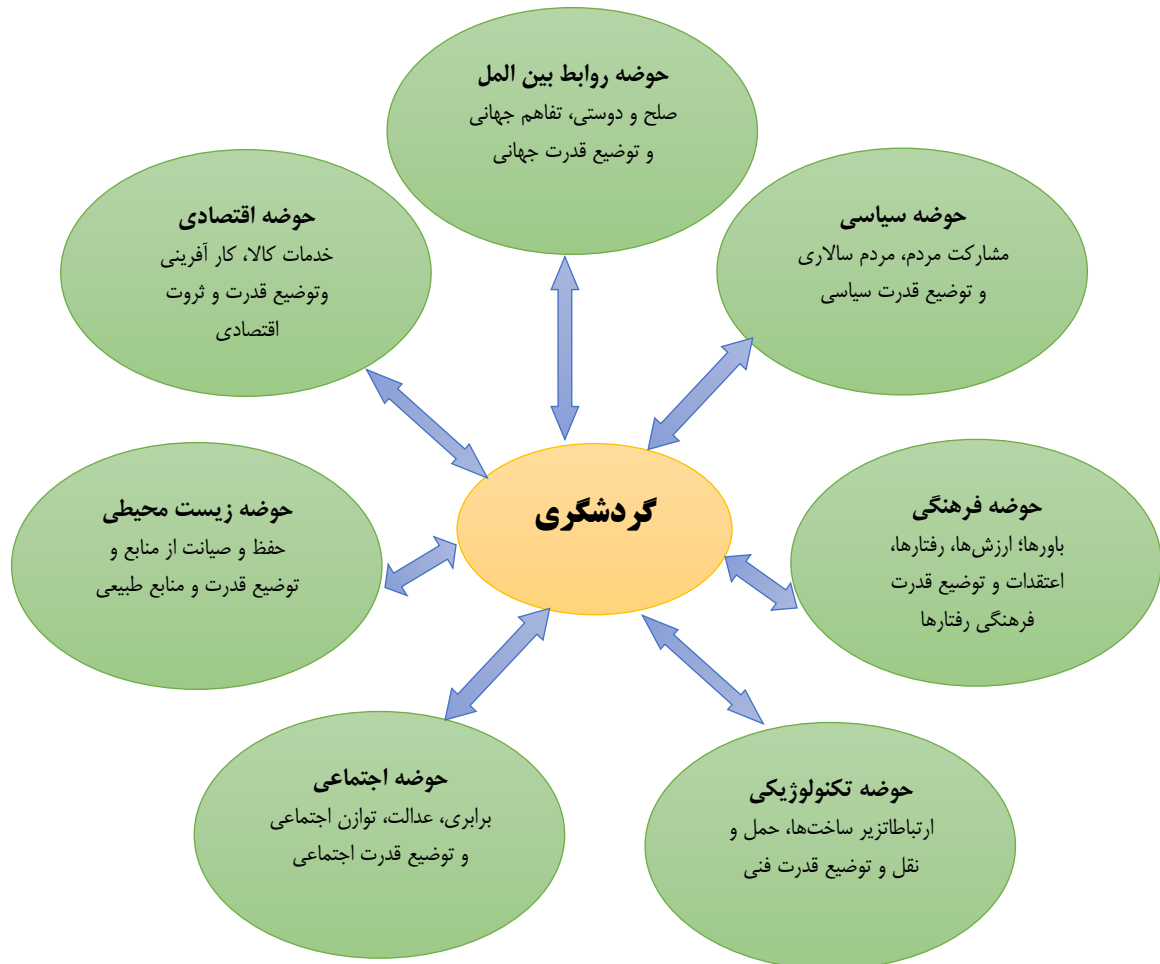 حوضه روابط بین المل
صلح و دوستی، تفاهم جهانی
و توضیع قدرت جهانی
حوضه سیاسی
مشارکت مردم، مردم سالاری
و توضیع قدرت سیاسی
حوضه اقتصادی
خدمات کالا، کار آفرینی
وتوضیع قدرت و ثروت
اقتصادی
حوضه فرهنگی
باورها؛ ارزش‌ها، رفتارها،
اعتقدات و توضیع قدرت
فرهنگی رفتارها
گردشگری
حوضه زیست محیطی
حفظ و صیانت از منابع و
توضیع قدرت و منابع طبیعی
حوضه تکنولوژیکی
ارتباطاتزیر ساخت‌ها، حمل و
نقل و توضیع قدرت فنی
حوضه اجتماعی
برابری، عدالت، توازن اجتماعی
و توضیع قدرت اجتماعی